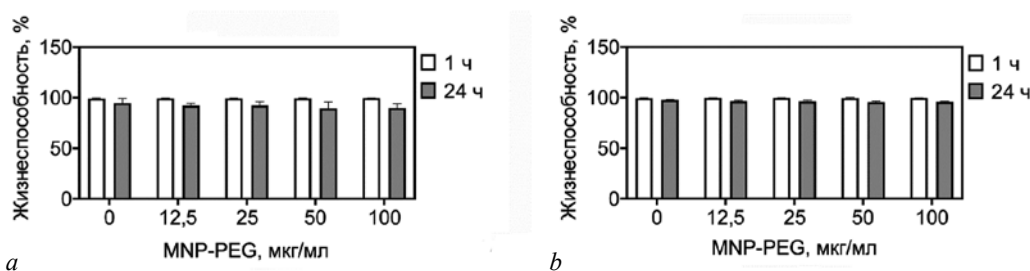 Жизнеспособность, %
150
100
50
0
1 ч
24 ч
0 12,5 25 50 100
MNP-PEG, мкг/мл
a
Жизнеспособность, %
150
100
50
0
1 ч
24 ч
0 12,5 25 50 100
MNP-PEG, мкг/мл
b